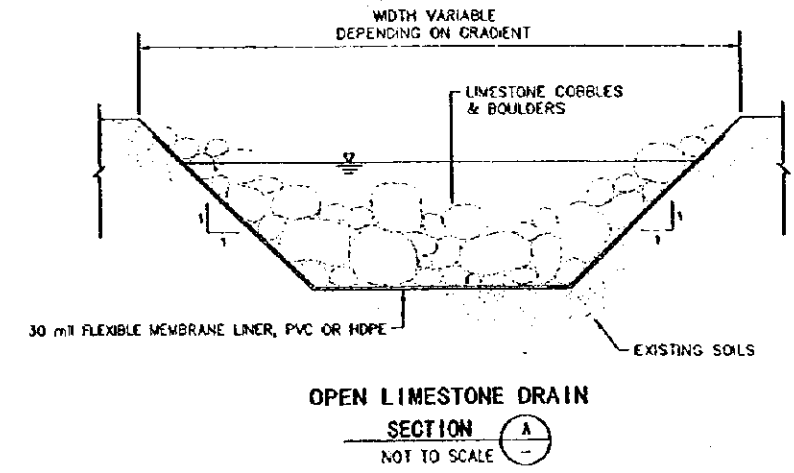 WIDTH VARIABLE
DEPENDING ON GRADIENT
LIMESTONE COBBLES
& BOULDERS
1
1
1
1
30 mil FLEXIBLE MEMBRANE LINER, PVC OR HDPE
EXISTING SOILS
OPEN LIMESTONE DRAIN
SECTION A
NOT TO SCALE -